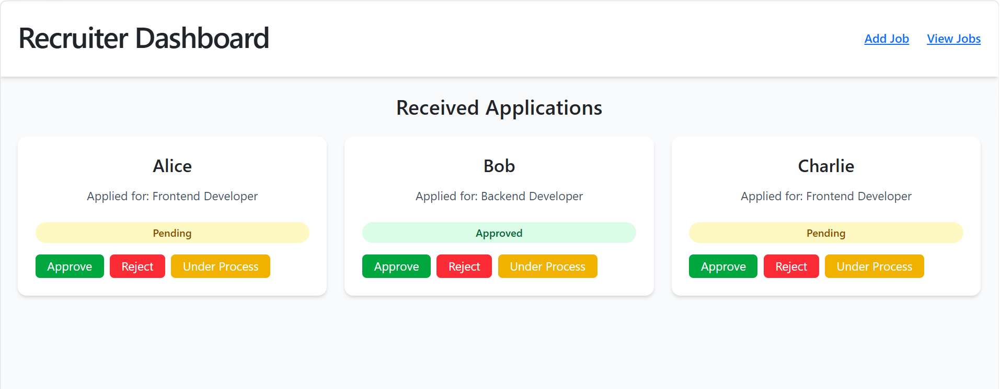 Recruiter Dashboard
Add Job
View Jobs
Received Applications
Alice
Applied for: Frontend Developer
Pending
Approve
Reject
Under Process
Bob
Applied for: Backend Developer
Approved
Approve
Reject
Under Process
Charlie
Applied for: Frontend Developer
Pending
Approve
Reject
Under Process